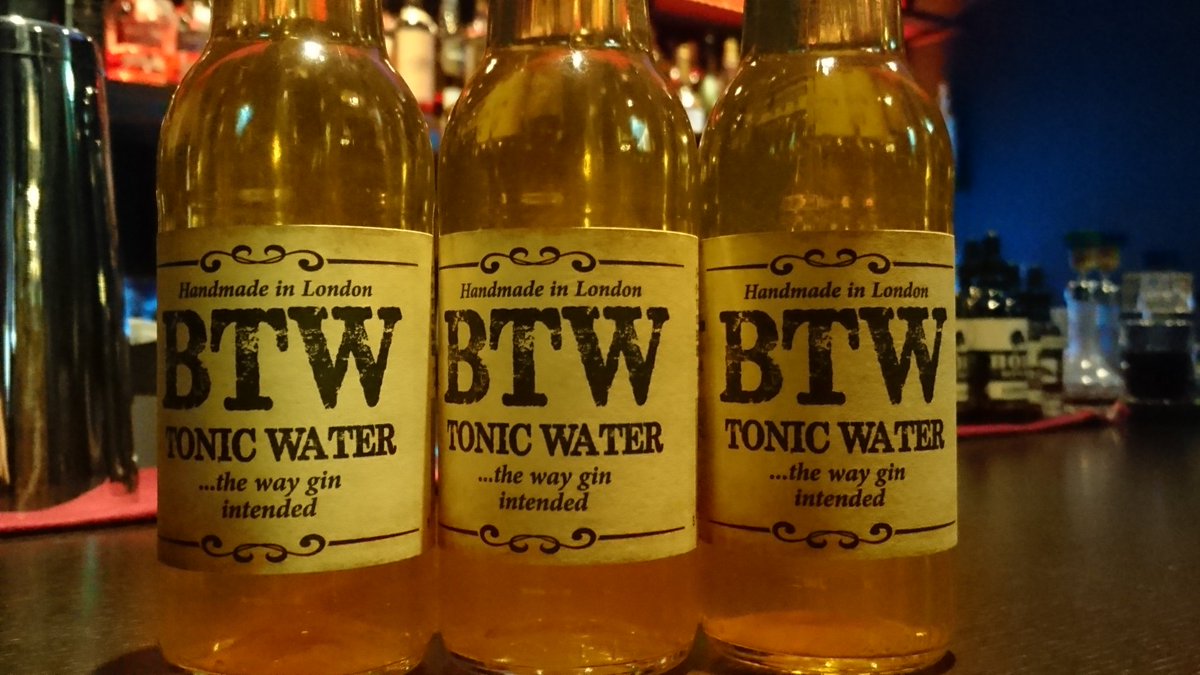 Handmade in London
BTW
TONIC WATER
...the way gin
intended
Handmade in London
BTW
TONIC WATER
...the way gin
intended
Handmade in London
BTW
TONIC WATER
...the way gin
intended